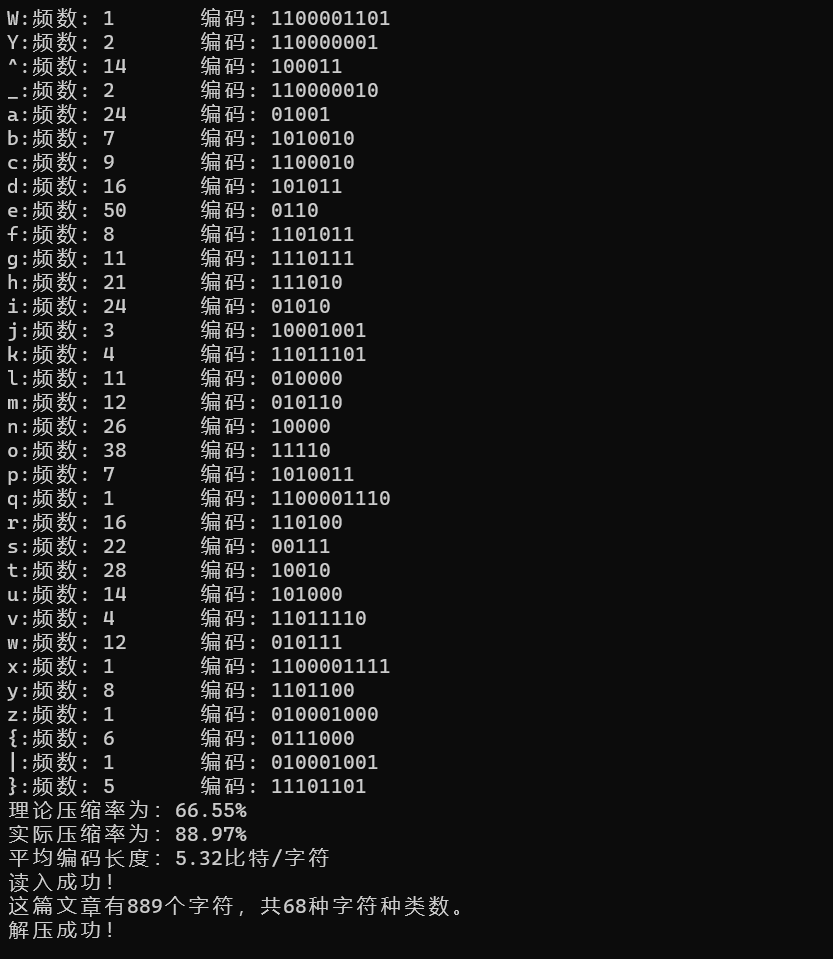 W:频数: 1 编码: 1100001101
Y:频数: 2 编码: 110000001
^:频数: 14 编码: 100011
_:频数: 2 编码: 110000010
a:频数: 24 编码: 01001
b:频数: 7 编码: 1010010
c:频数: 9 编码: 1100010
d:频数: 16 编码: 101011
e:频数: 50 编码: 0110
f:频数: 8 编码: 1101011
g:频数: 11 编码: 1110111
h:频数: 21 编码: 111010
i:频数: 24 编码: 01010
j:频数: 3 编码: 10001001
k:频数: 4 编码: 11011101
l:频数: 11 编码: 010000
m:频数: 12 编码: 010110
n:频数: 26 编码: 10000
o:频数: 38 编码: 11110
p:频数: 7 编码: 1010011
q:频数: 1 编码: 1100001110
r:频数: 16 编码: 110100
s:频数: 22 编码: 00111
t:频数: 28 编码: 10010
u:频数: 14 编码: 101000
v:频数: 4 编码: 11011110
w:频数: 12 编码: 010111
x:频数: 1 编码: 1100001111
y:频数: 8 编码: 1101100
z:频数: 1 编码: 010001000
{:频数: 6 编码: 0111000
|:频数: 1 编码: 010001001
}:频数: 5 编码: 11101101
理论压缩率为: 66.55%
实际压缩率为: 88.97%
平均编码长度: 5.32比特/字符
读入成功!
这篇文章有889个字符，共68种字符种类数。
解压成功!